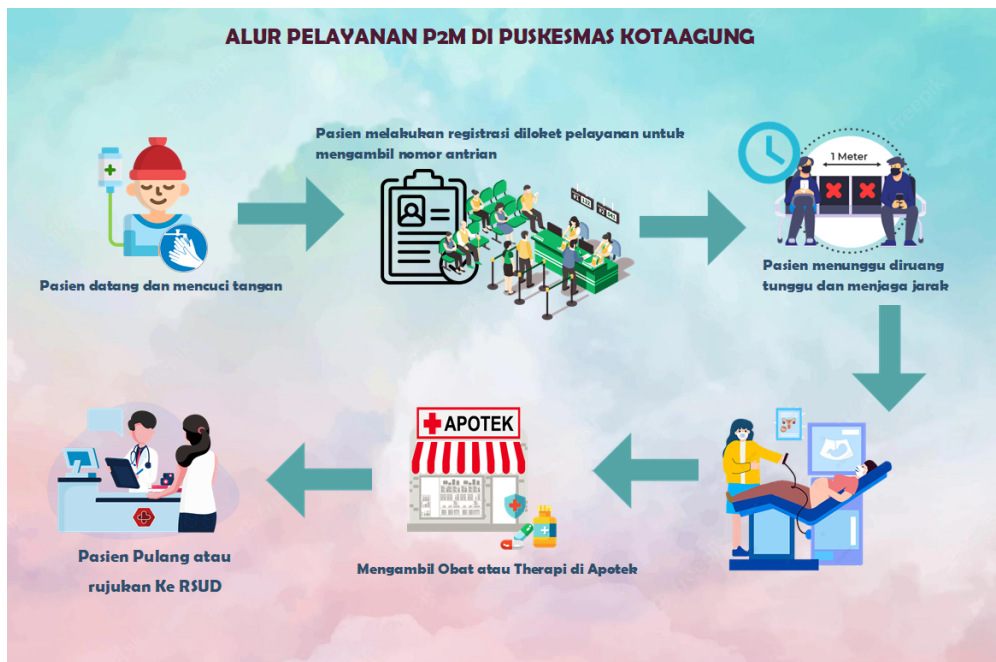 ALUR PELAYANAN P2M DI PUSKESMAS KOTAAGUNG
Pasien datang dan mencuci tangan
Pasien melakukan registrasi diloket pelayanan untuk
mengambil nomor antrian
1 Meter
Pasien menunggu diruang
tunggu dan menjaga jarak
APOTEK
Mengambil Obat atau Therapi di Apotek
Pasien Pulang atau
rujukan Ke RSUD